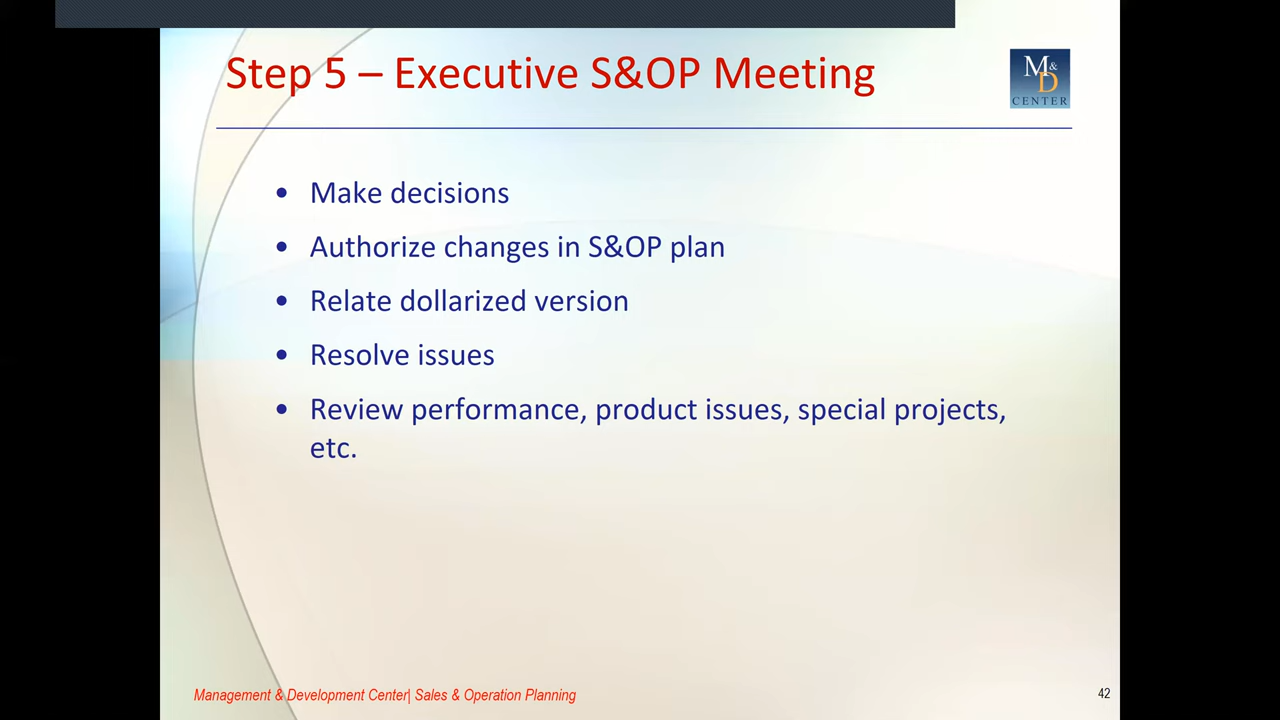 Step 5 – Executive S&OP Meeting
M&
D
CENTER
• Make decisions
• Authorize changes in S&OP plan
• Relate dollarized version
• Resolve issues
• Review performance, product issues, special projects,
etc.
Management & Development Center| Sales & Operation Planning
42